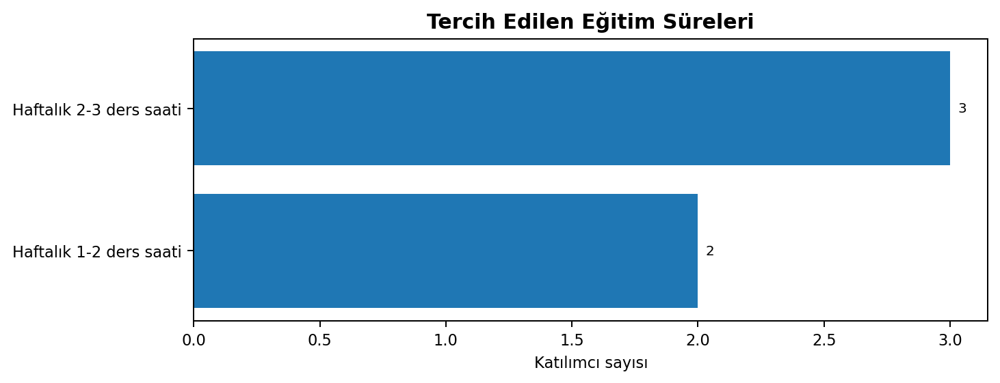 Tercih Edilen Eğitim Süreleri
Haftalık 2-3 ders saati
3
Haftalık 1-2 ders saati
2
0.0 0.5 1.0 1.5 2.0 2.5 3.0
Katılımcı sayısı